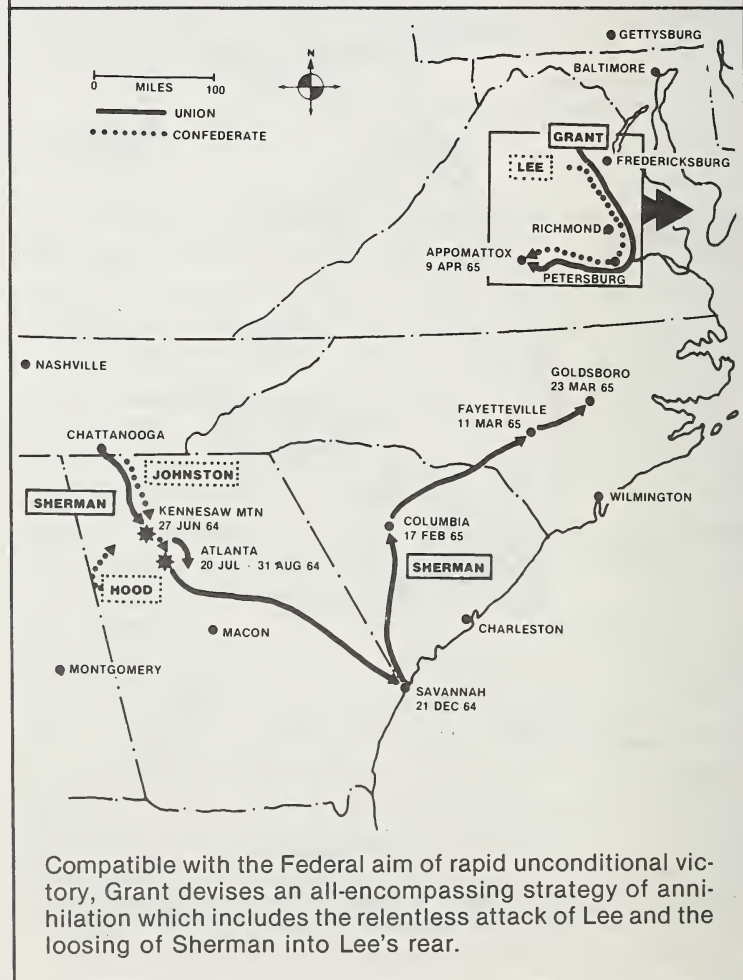 GETTYSBURG
BALTIMORE
N
0 100
MILES
UNION
CONFEDERATE
GRANT
FREDERICKSBURG
LEE
RICHMOND
APPOMATTOX
9 APR 65
PETERSBURG
NASHVILLE
GOLDSBORO
23 MAR 65
FAYETTEVILLE
11 MAR 65
CHATTANOOGA
JOHNSTON
SHERMAN
KENNESAW MTN
27 JUN 64
WILMINGTON
COLUMBIA
17 FEB 65
ATLANTA
20 JUL - 31 AUG 64
SHERMAN
HOOD
CHARLESTON
MACON
MONTGOMERY
SAVANNAH
21 DEC 64
Compatible with the Federal aim of rapid unconditional vic-
tory, Grant devises an all-encompassing strategy of anni-
hilation which includes the relentless attack of Lee and the
loosing of Sherman into Lee's rear.